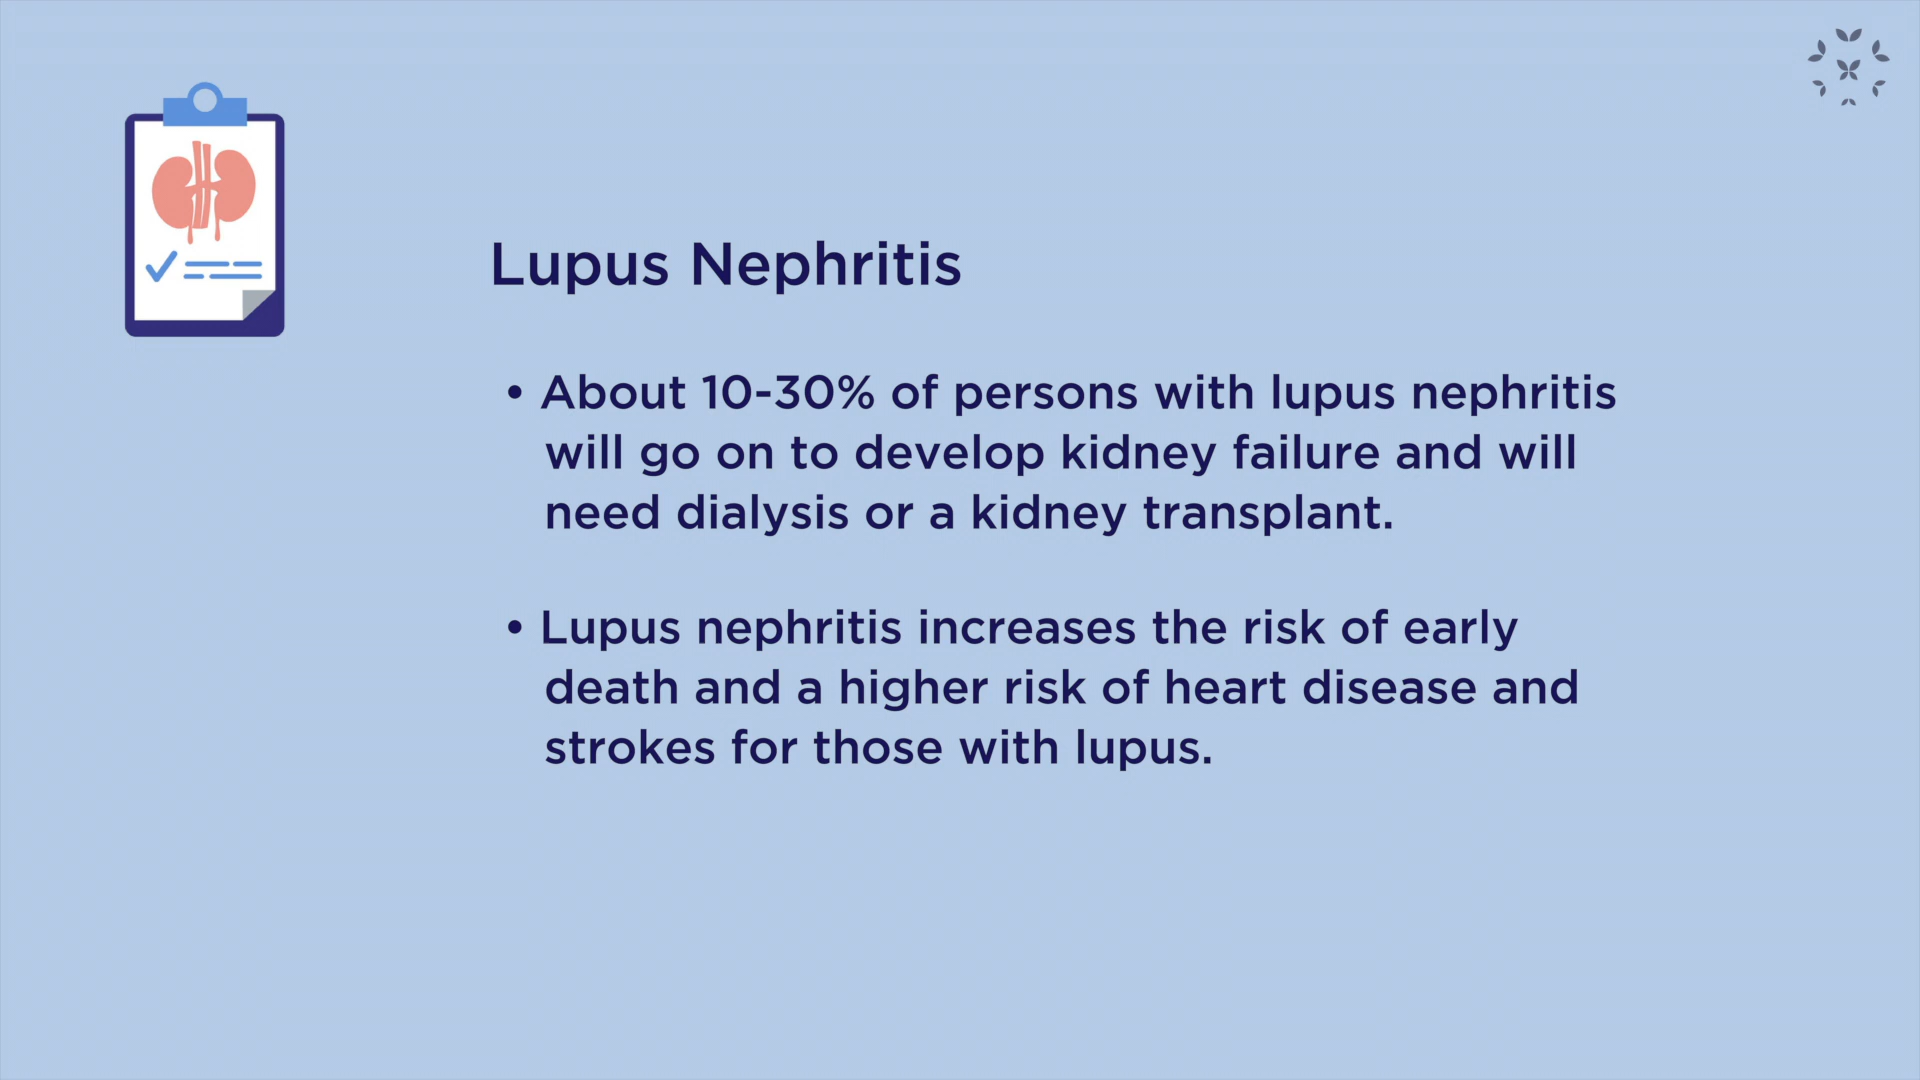 Lupus Nephritis
• About 10-30% of persons with lupus nephritis
will go on to develop kidney failure and will
need dialysis or a kidney transplant.
• Lupus nephritis increases the risk of early
death and a higher risk of heart disease and
strokes for those with lupus.